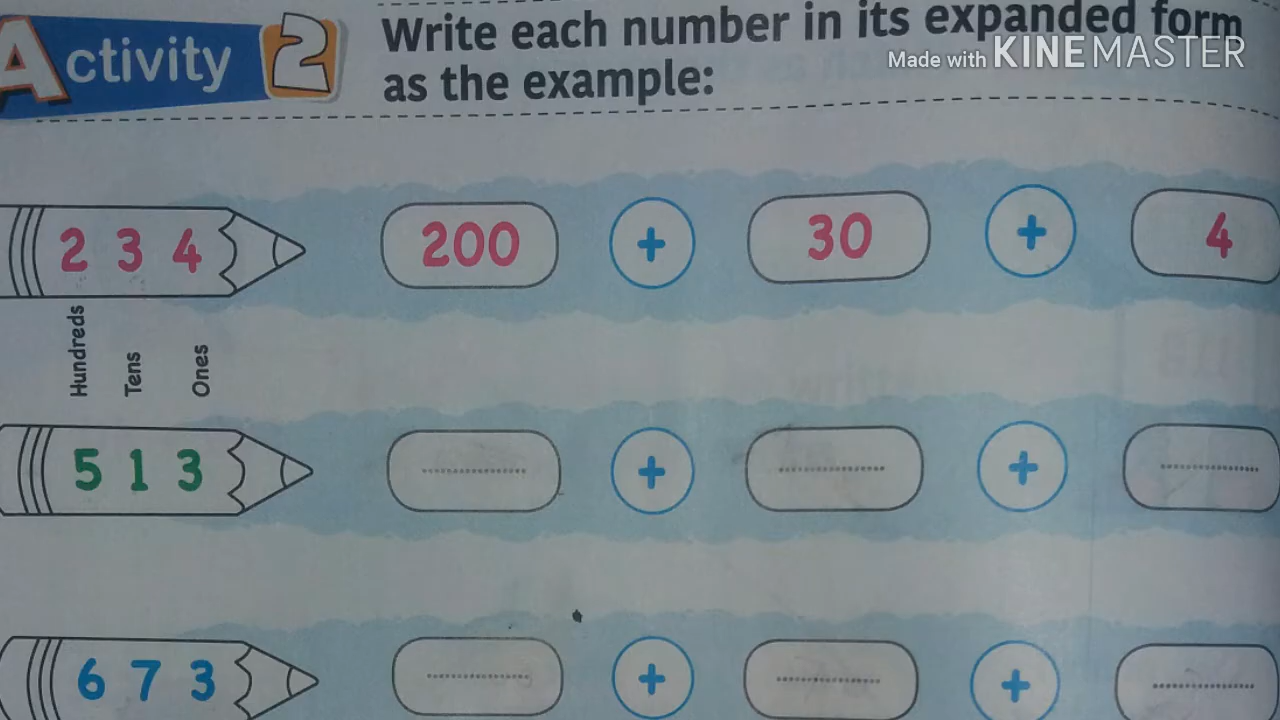 Activity 2
Write each number in its expanded form
as the example:
Made with KINEMASTER
2 3 4 200 + 30 + 4
Hundreds Tens Ones
5 1 3 .................... + .................... + ....................
6 7 3 .................... + .................... + ....................